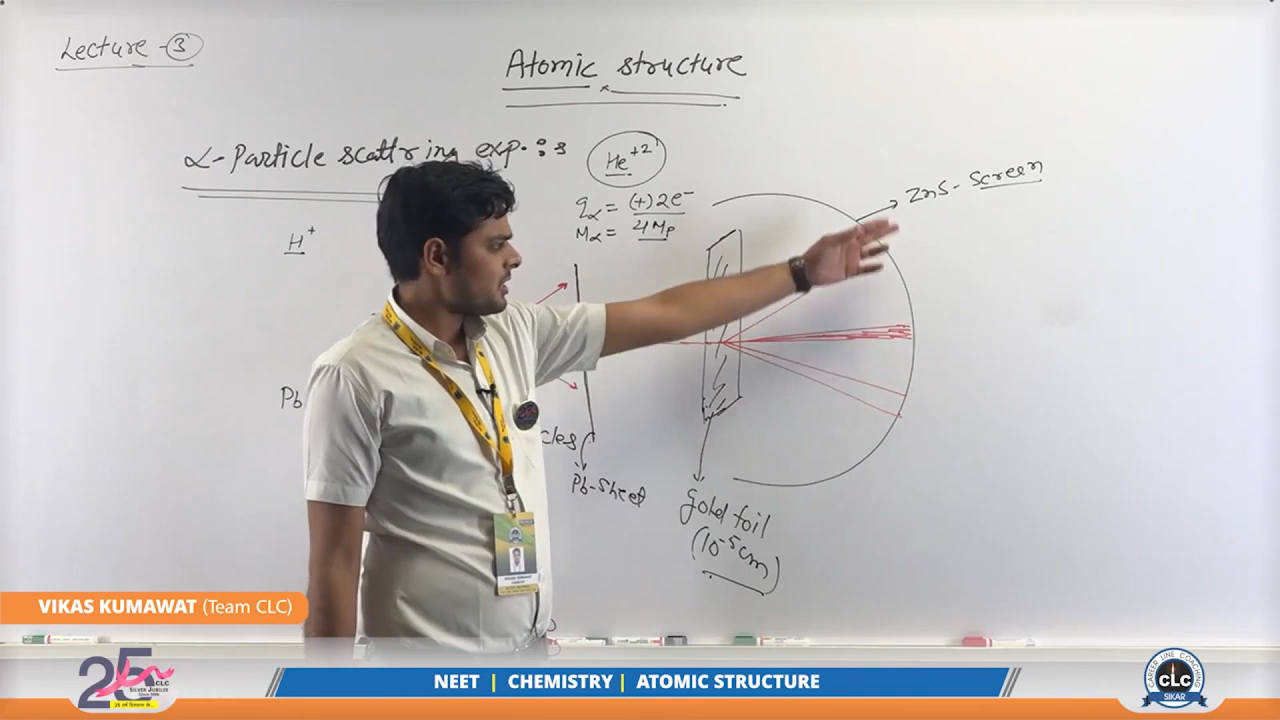 Lecture - 3
Atomic structure
α-Particle scattring exp.:s
He+2
qα = (+)2e-
Mα = 4Mp
H+
ZnS - Screen
Pb
cles
Pb-sheet
Gold foil
(10-5cm)
VIKAS KUMAWAT (Team CLC)
25
CLC
SILVER JUBILEE
NEET | CHEMISTRY | ATOMIC STRUCTURE
CAREER LINE COACHING
CLC
SIKAR